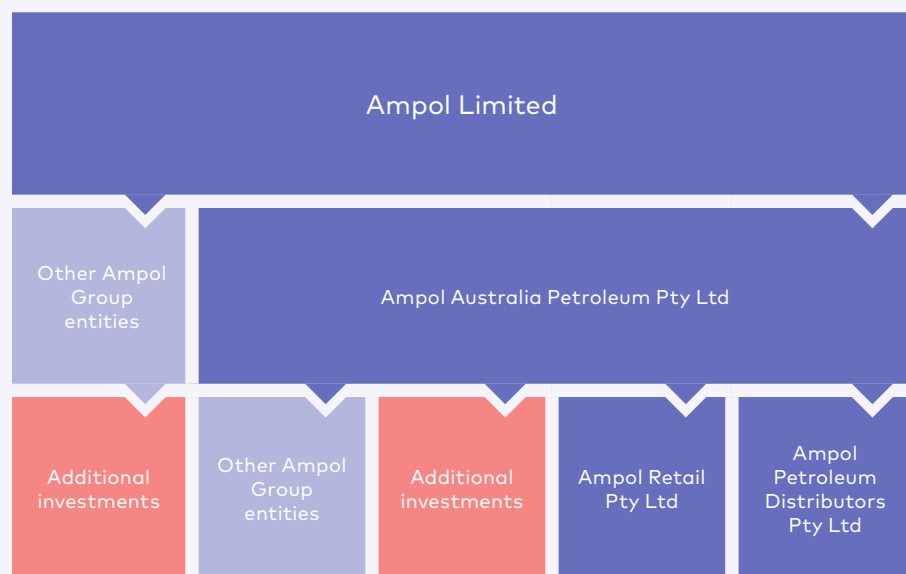 Ampol Limited
Other Ampol
Group
entities
Ampol Australia Petroleum Pty Ltd
Additional
investments
Other Ampol
Group
entities
Additional
investments
Ampol Retail
Pty Ltd
Ampol
Petroleum
Distributors
Pty Ltd